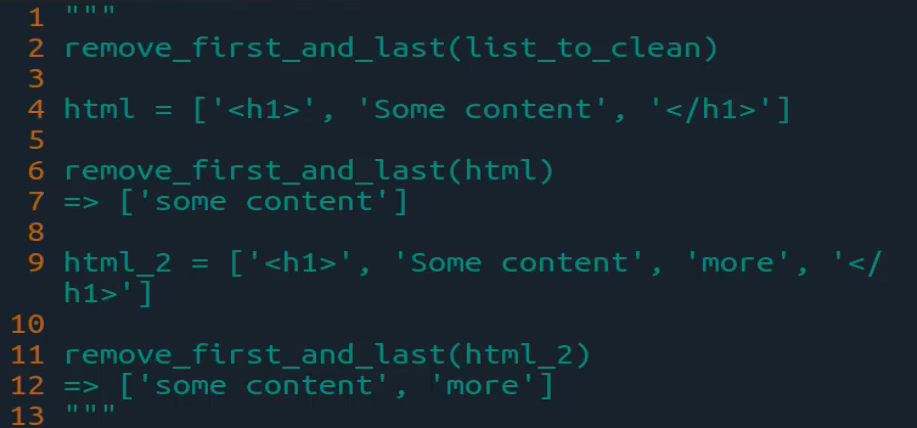 1 """
2 remove_first_and_last(list_to_clean)
3
4 html = ['<h1>', 'Some content', '</h1>']
5
6 remove_first_and_last(html)
7 => ['some content']
8
9 html_2 = ['<h1>', 'Some content', 'more', '</
h1>']
10
11 remove_first_and_last(html_2)
12 => ['some content', 'more']
13 """